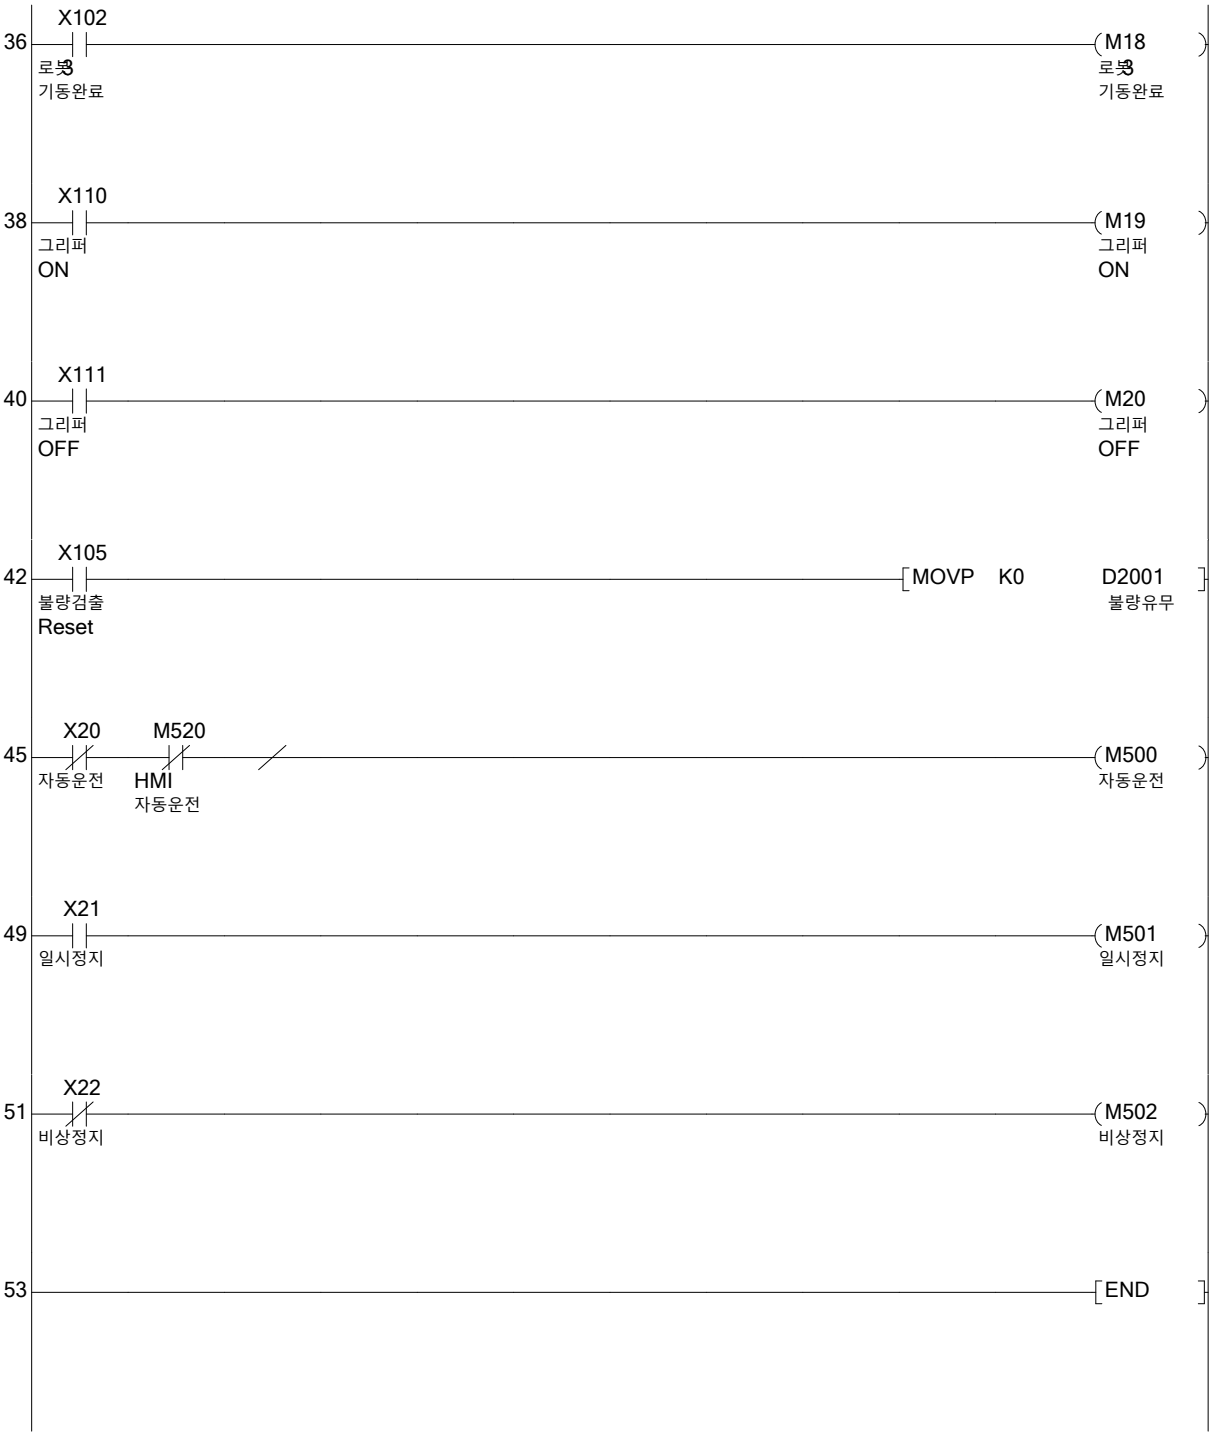 X102
36 (M18 )
로봇3 로봇3
기동완료 기동완료
X110
38 (M19 )
그리퍼 그리퍼
ON ON
X111
40 (M20 )
그리퍼 그리퍼
OFF OFF
X105
42 [MOVP K0 D2001 ]
불량검출 불량유무
Reset
X20 M520
45 (M500 )
자동운전 HMI 자동운전
자동운전
X21
49 (M501 )
일시정지 일시정지
X22
51 (M502 )
비상정지 비상정지
53 [END ]